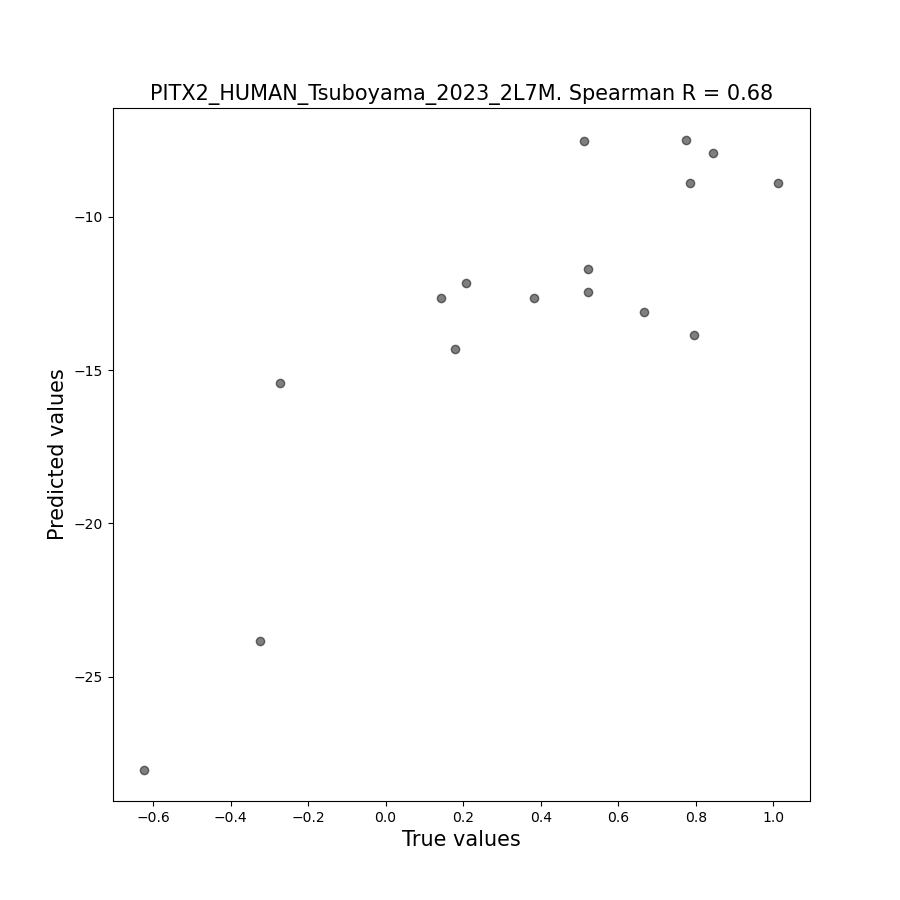 PITX2_HUMAN_Tsuboyama_2023_2L7M. Spearman R = 0.68
Predicted values
−10
−15
−20
−25
−0.6 −0.4 −0.2 0.0 0.2 0.4 0.6 0.8 1.0
True values